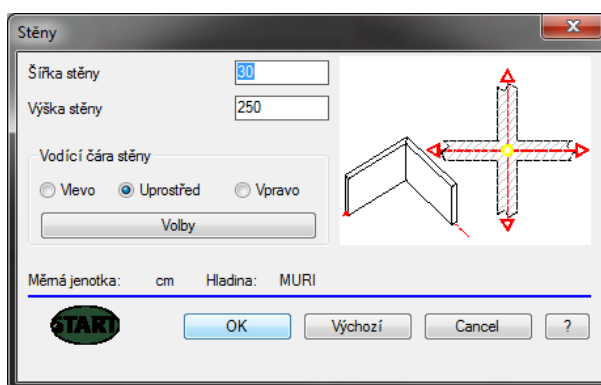 Stěny
Šířka stěny 30
Výška stěny 250
Vodící čára stěny
Vlevo Uprostřed Vpravo
Volby
Měrná jenotka: cm Hladina: MURI
START OK Výchozí Cancel ?